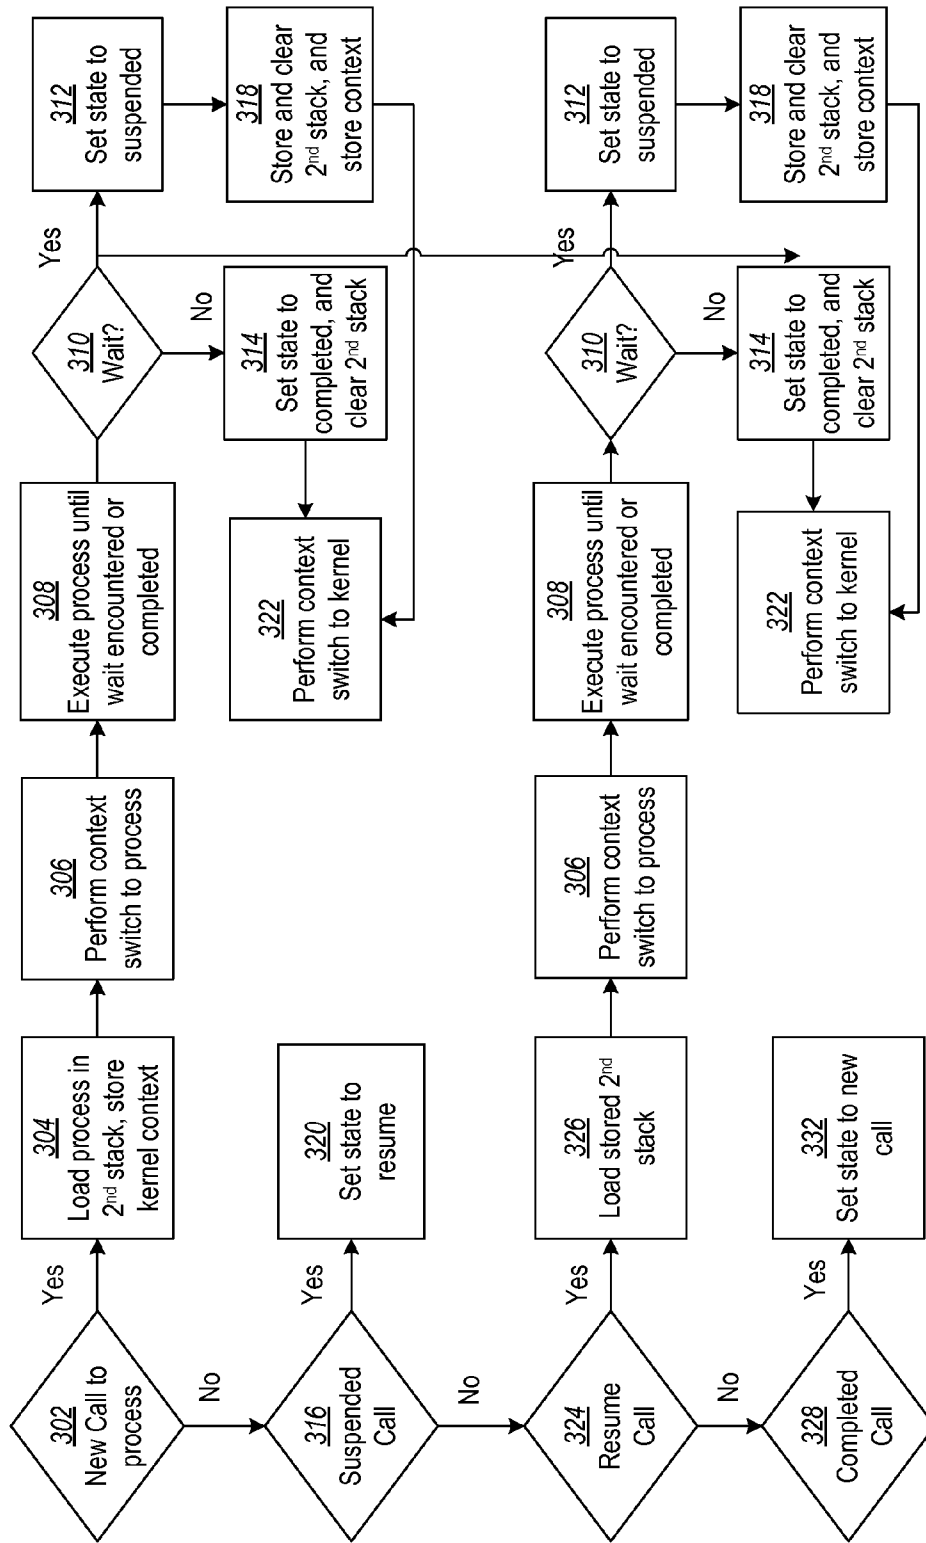 302
New Call to
process
Yes
304
Load process in
2nd stack, store
kernel context
306
Perform context
switch to process
308
Execute process until
wait encountered or
completed
310
Wait?
Yes
312
Set state to
suspended
318
Store and clear
2nd stack, and
store context
No
314
Set state to
completed, and
clear 2nd stack
322
Perform context
switch to kernel
No
316
Suspended
Call
Yes
320
Set state to
resume
No
324
Resume
Call
Yes
326
Load stored 2nd
stack
306
Perform context
switch to process
308
Execute process until
wait encountered or
completed
310
Wait?
Yes
312
Set state to
suspended
318
Store and clear
2nd stack, and
store context
No
314
Set state to
completed, and
clear 2nd stack
322
Perform context
switch to kernel
No
328
Completed
Call
Yes
332
Set state to new
call